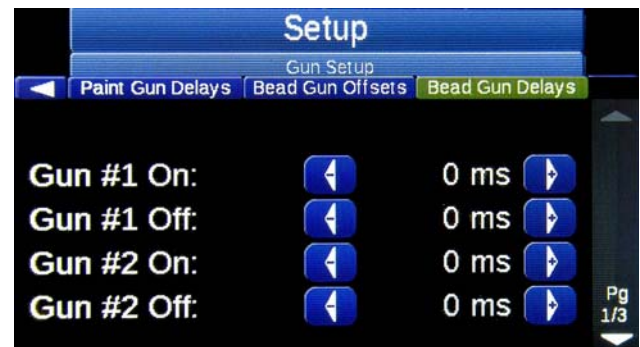 Setup
Gun Setup
Paint Gun Delays Bead Gun Offsets Bead Gun Delays
Gun #1 On: - 0 ms +
Gun #1 Off: - 0 ms +
Gun #2 On: - 0 ms +
Gun #2 Off: - 0 ms +
Pg
1/3